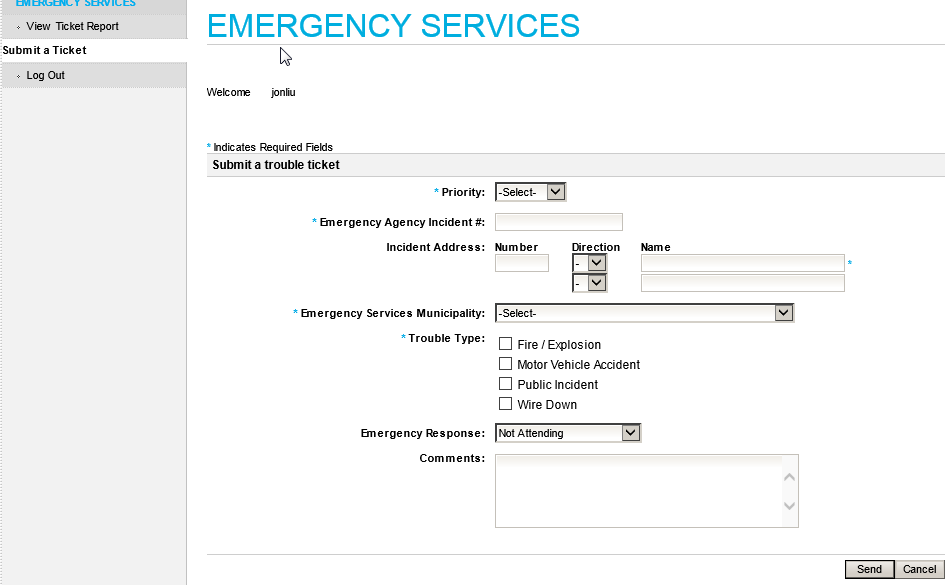 EMERGENCY SERVICES
View Ticket Report
Submit a Ticket
Log Out
EMERGENCY SERVICES
Welcome jonliu
* Indicates Required Fields
Submit a trouble ticket
* Priority: -Select-
* Emergency Agency Incident #:
Incident Address: Number Direction Name
- *
-
* Emergency Services Municipality: -Select-
* Trouble Type:
Fire / Explosion
Motor Vehicle Accident
Public Incident
Wire Down
Emergency Response: Not Attending
Comments:
Send Cancel